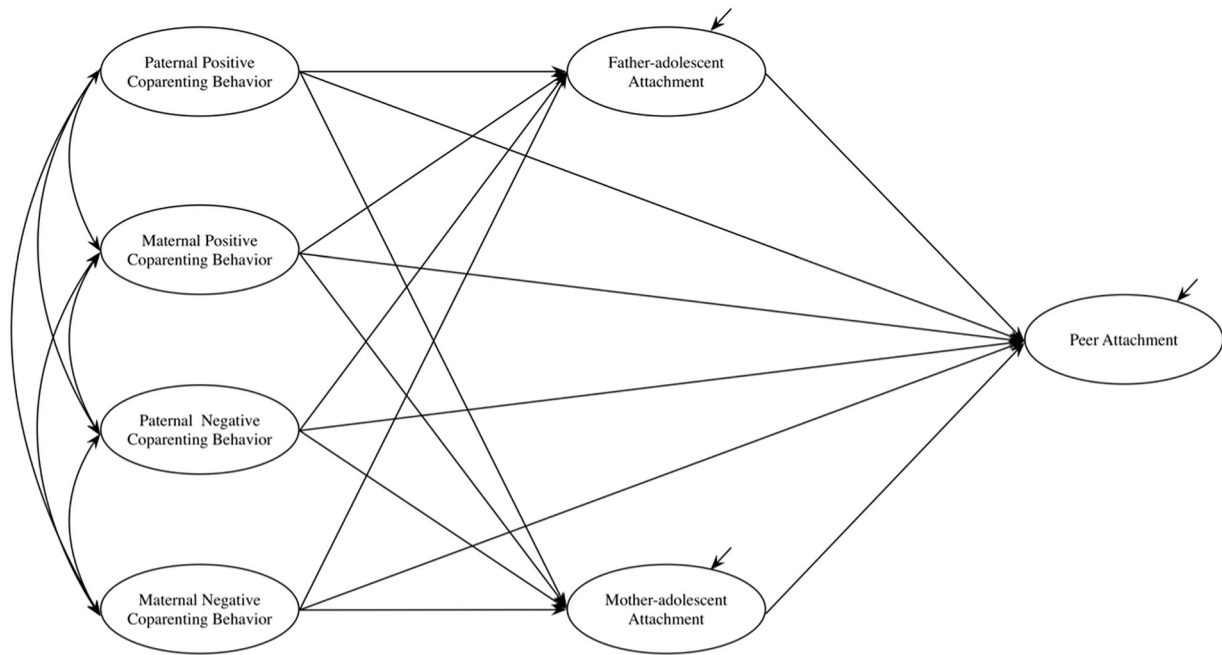 Paternal Positive
Coparenting Behavior
Father-adolescent
Attachment
Maternal Positive
Coparenting Behavior
Peer Attachment
Paternal  Negative
Coparenting Behavior
Maternal Negative
Coparenting Behavior
Mother-adolescent
Attachment